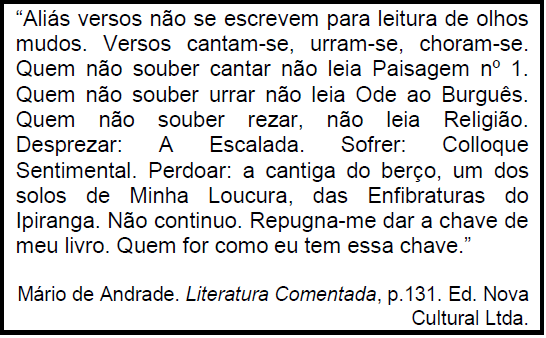 “Aliás versos não se escrevem para leitura de olhos
mudos. Versos cantam-se, urram-se, choram-se.
Quem não souber cantar não leia Paisagem nº 1.
Quem não souber urrar não leia Ode ao Burguês.
Quem não souber rezar, não leia Religião.
Desprezar: A Escalada. Sofrer: Colloque
Sentimental. Perdoar: a cantiga do berço, um dos
solos de Minha Loucura, das Enfibraturas do
Ipiranga. Não continuo. Repugna-me dar a chave de
meu livro. Quem for como eu tem essa chave.”
Mário de Andrade. Literatura Comentada, p.131. Ed. Nova
Cultural Ltda.